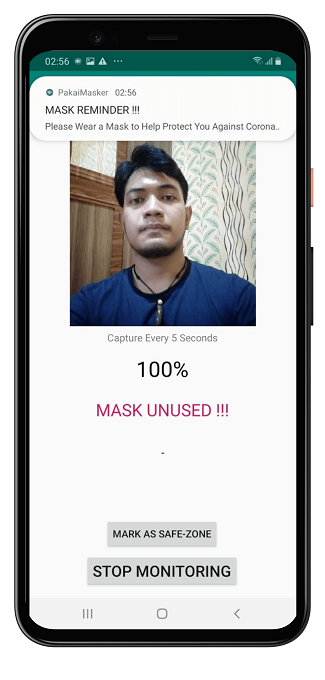 02:56
PakaiMasker 02:56
MASK REMINDER !!!
Please Wear a Mask to Help Protect You Against Corona..
Capture Every 5 Seconds
100%
MASK UNUSED !!!
-
MARK AS SAFE-ZONE
STOP MONITORING